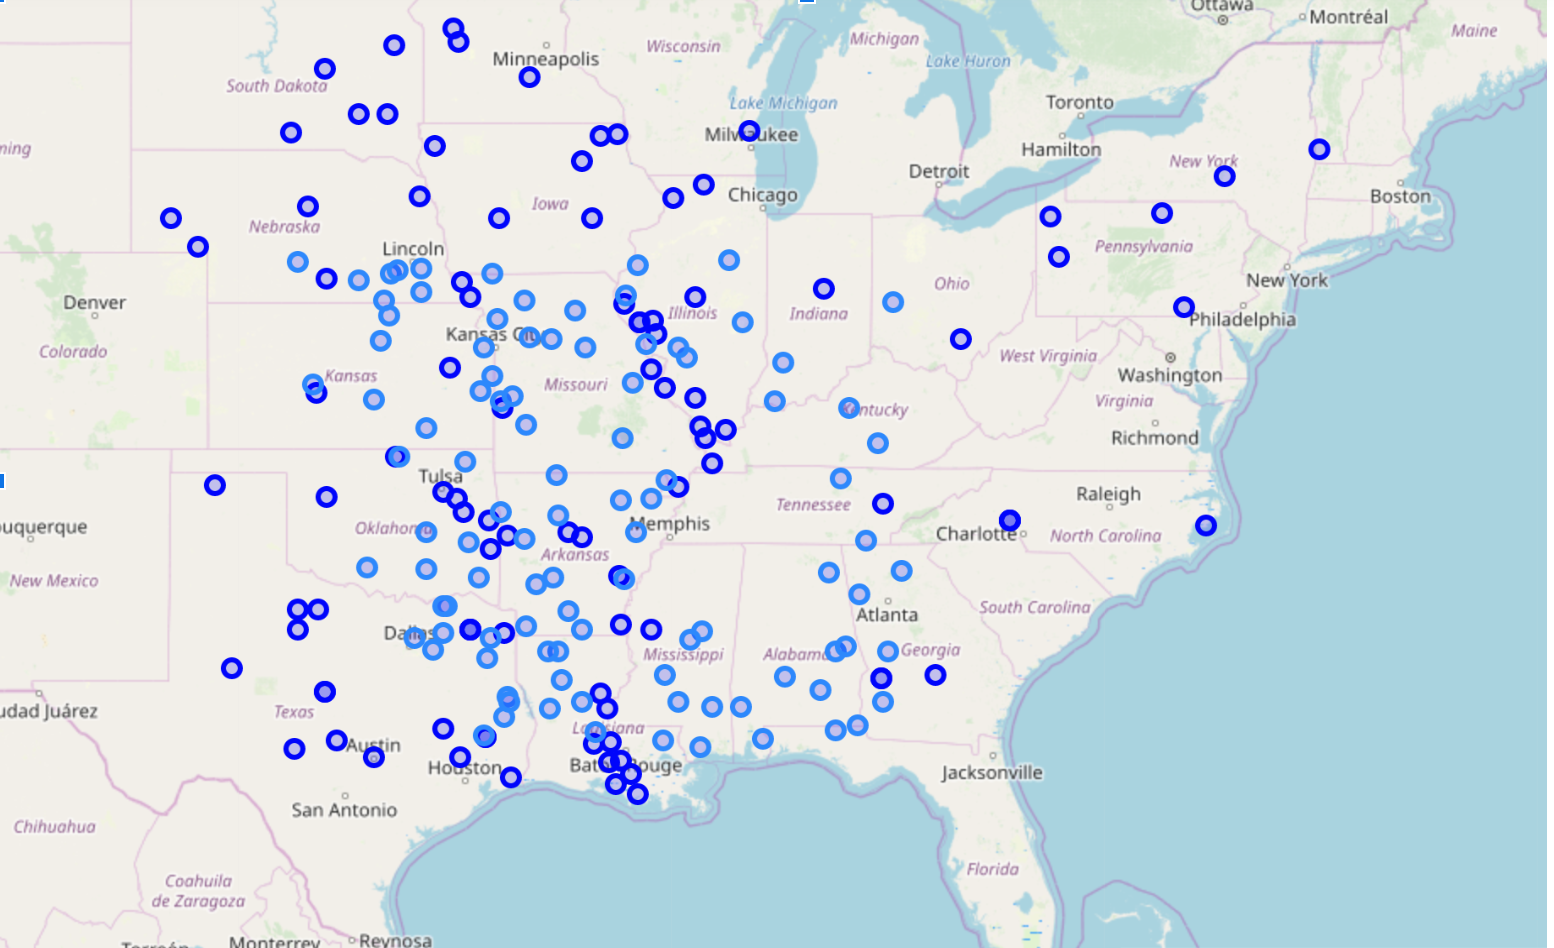 Ottawa
Montréal
Maine
Michigan
Wisconsin
Minneapolis
Lake Huron
South Dakota
Lake Michigan
Toronto
Milwaukee
ming
Hamilton
New York
Detroit
Chicago
Boston
Iowa
Nebraska
Lincoln
Pennsylvania
New York
Ohio
Denver
Illinois
Indiana
Philadelphia
Kansas City
Colorado
West Virginia
Washington
Kansas
Missouri
Virginia
Kentucky
Richmond
Tulsa
Raleigh
Tennessee
buquerque
Oklahoma
Memphis
Charlotte
North Carolina
Arkansas
New Mexico
South Carolina
Atlanta
Dallas
Mississippi
Alabama
Georgia
udad Juárez
Texas
Louisiana
Austin
Houston
Baton Rouge
Jacksonville
San Antonio
Chihuahua
Florida
Coahuila
de Zaragoza
Torreón
Monterrey
Reynosa